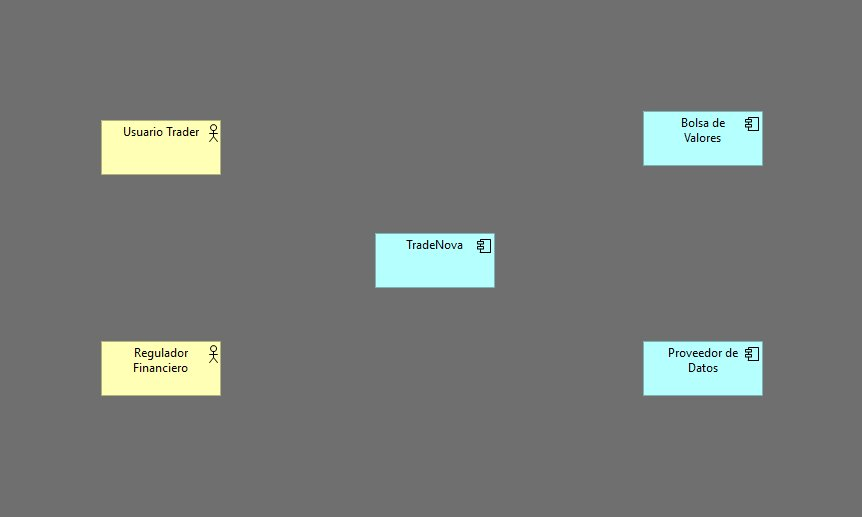 Usuario Trader
Bolsa de
Valores
TradeNova
Regulador
Financiero
Proveedor de
Datos